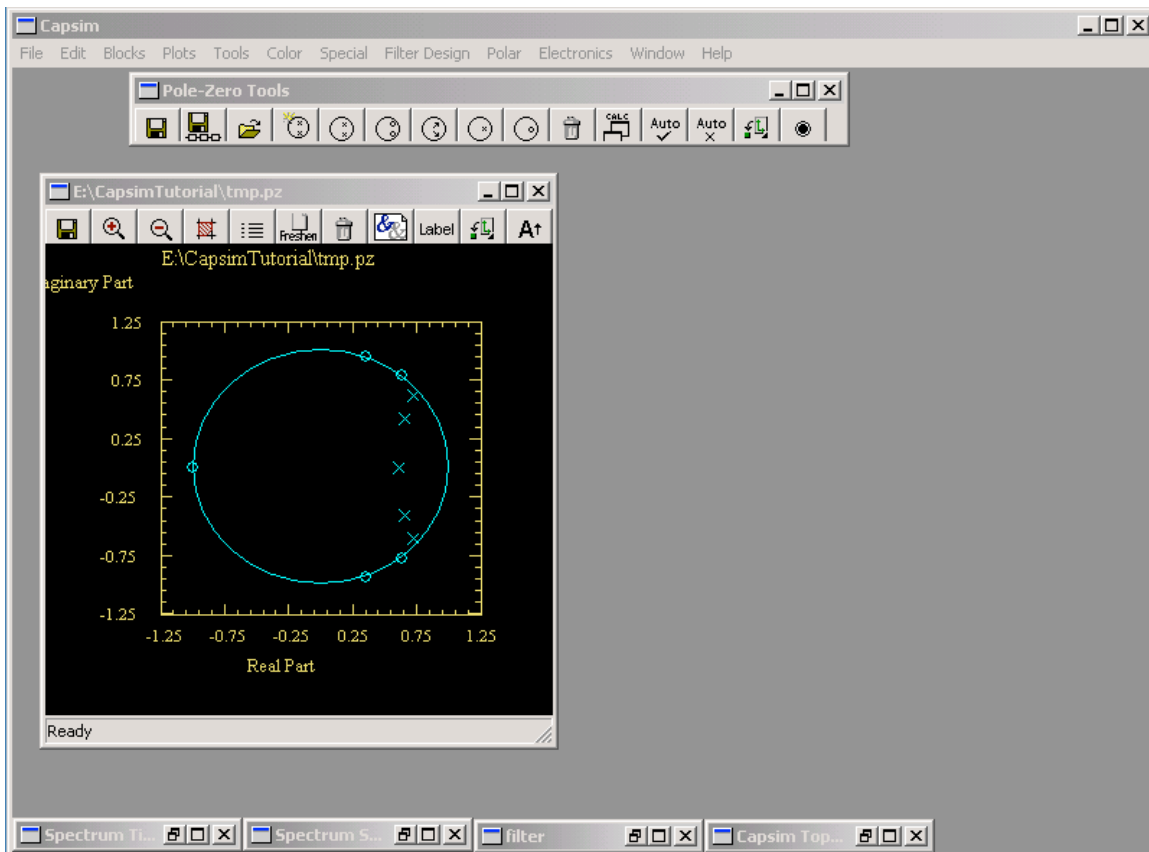 Capsim
File Edit Blocks Plots Tools Color Special Filter Design Polar Electronics Window Help
Pole-Zero Tools
CALC Auto Auto
E:\CapsimTutorial\tmp.pz
Freshen && Label A
E:\CapsimTutorial\tmp.pz
aginary Part
1.25
0.75
0.25
-0.25
-0.75
-1.25
-1.25 -0.75 -0.25 0.25 0.75 1.25
Real Part
Ready
Spectrum Ti... Spectrum S... filter Capsim Top...